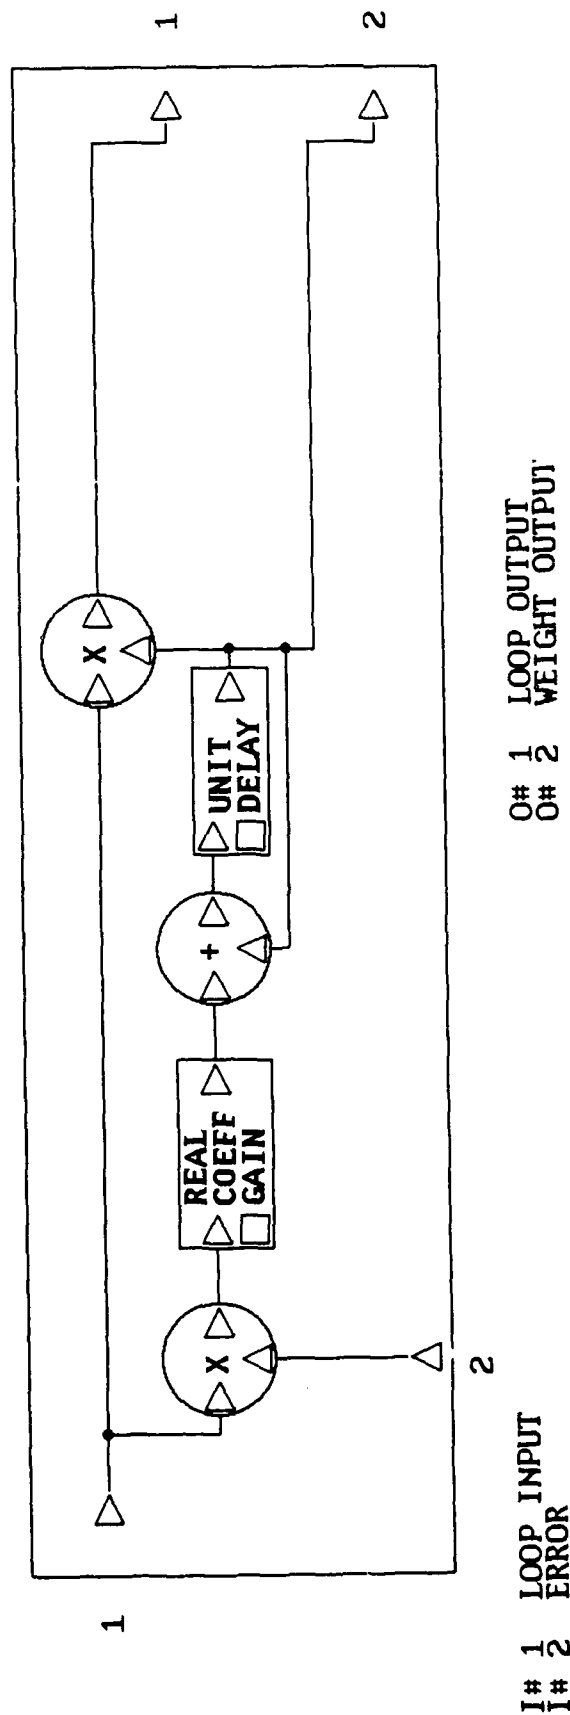 1
2
X
UNIT
DELAY
+
REAL
COEFF
GAIN
X
2
1
O# 1 LOOP OUTPUT
O# 2 WEIGHT OUTPUT
I# 1 LOOP INPUT
I# 2 ERROR